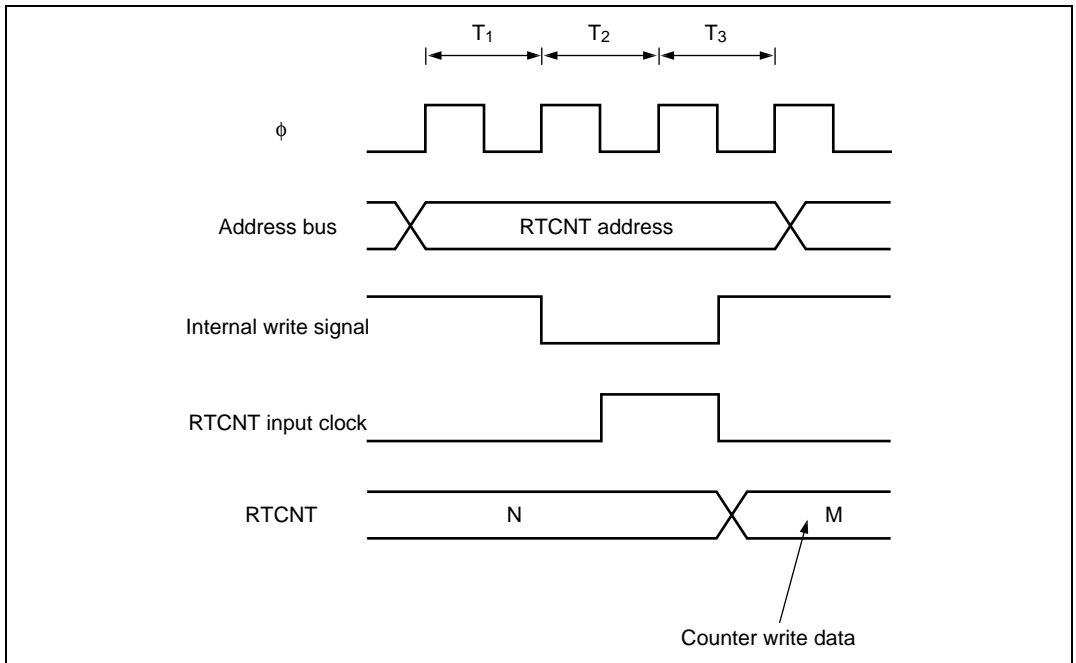 T1 T2 T3
ϕ
Address bus RTCNT address
Internal write signal
RTCNT input clock
RTCNT N M
Counter write data